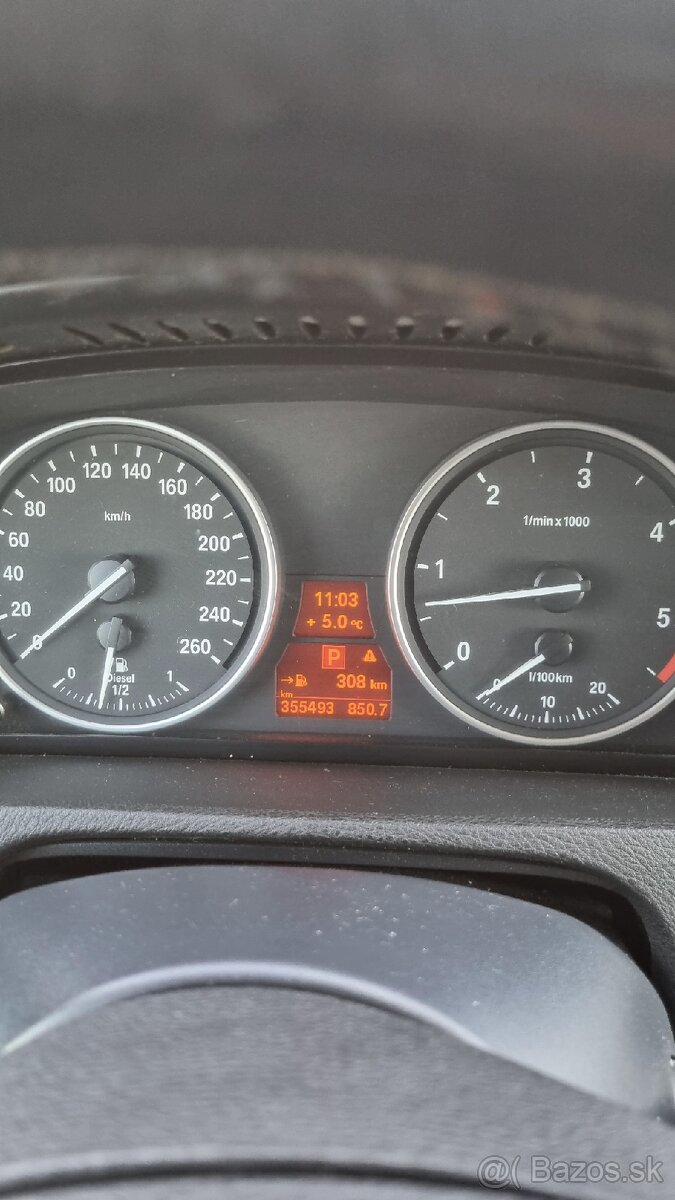 0 20 40 60 80 100 120 140 160 180 200 220 240 260
km/h
0 1/2 1
Diesel
11:03
+ 5.0 °C
P
308 km
km
355493 850.7
0 1 2 3 4 5
1/min x 1000
0 10 20
l/100km
@( Bazos.sk